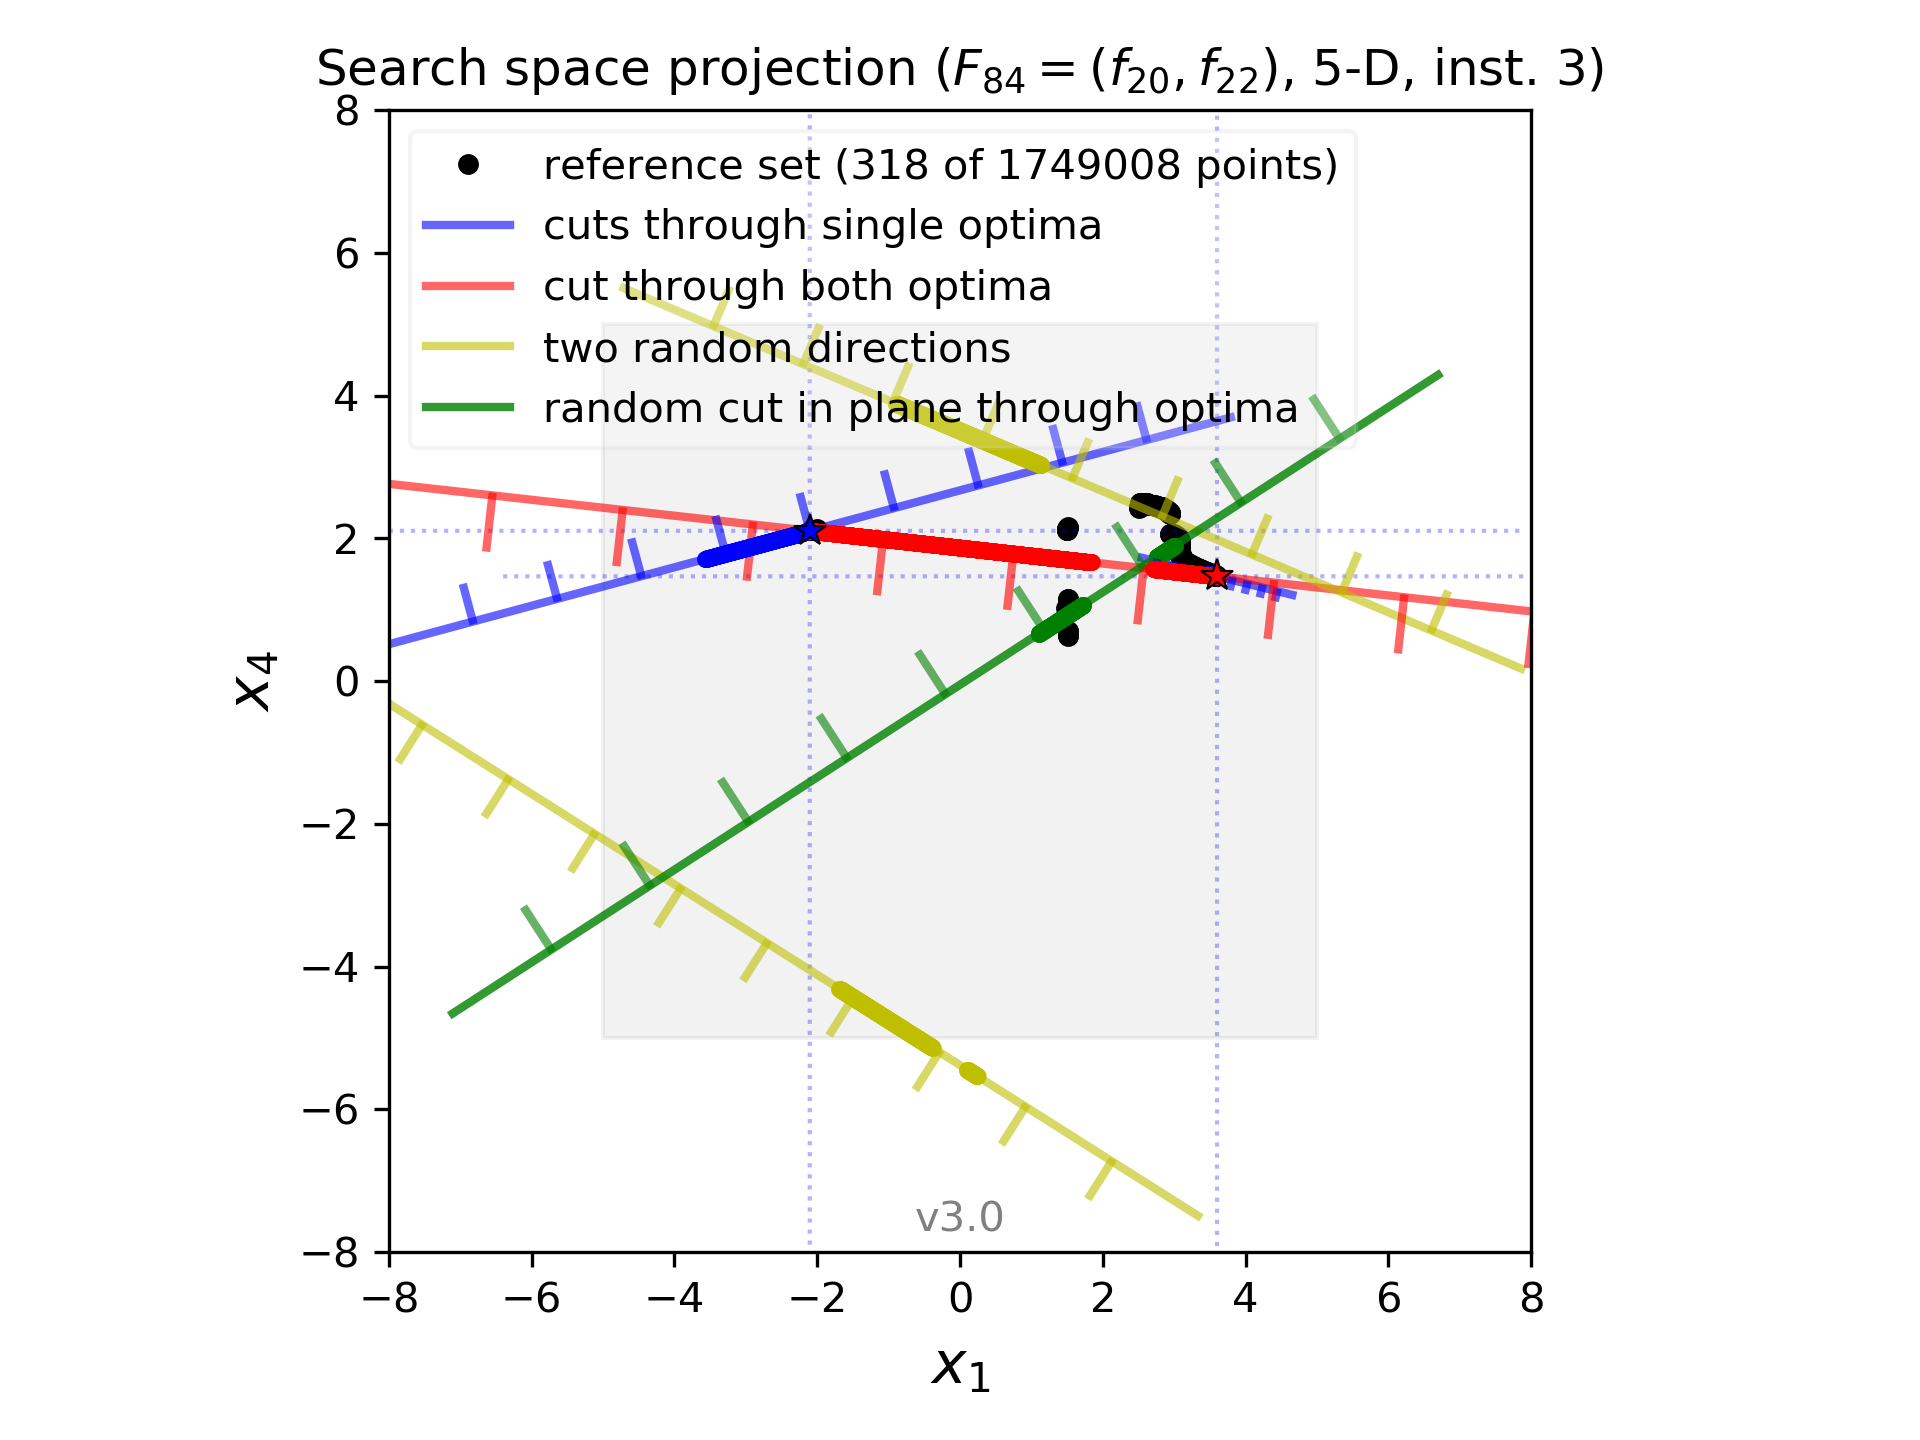 Search space projection (F84 = (f20, f22), 5-D, inst. 3)
reference set (318 of 1749008 points)
cuts through single optima
cut through both optima
two random directions
random cut in plane through optima
8
6
4
2
0
−2
−4
−6
−8
x4
v3.0
−8 −6 −4 −2 0 2 4 6 8
x1